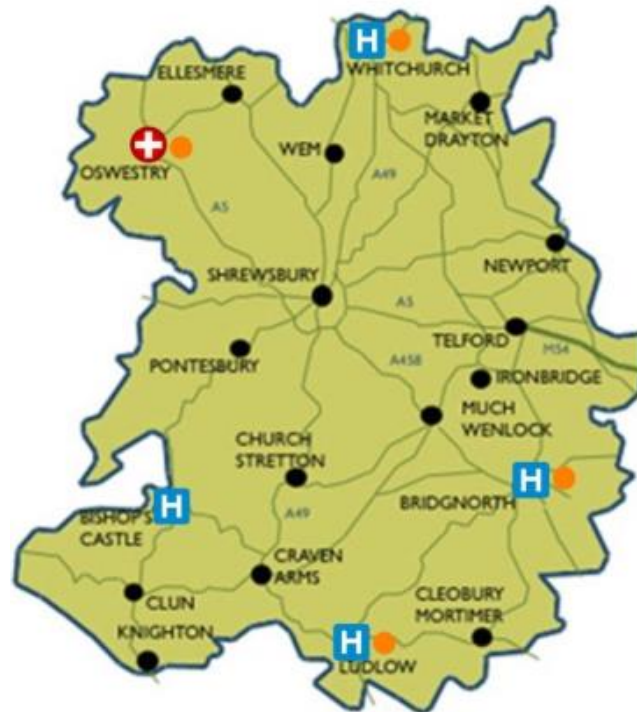 H
WHITCHURCH
ELLESMERE
MARKET
DRAYTON
WEM
OSWESTRY
A49
A5
NEWPORT
SHREWSBURY
A5
TELFORD
M54
PONTESBURY
A458
IRONBRIDGE
MUCH
WENLOCK
CHURCH
STRETTON
H
BRIDGNORTH
H
BISHOP'S
CASTLE
A49
CRAVEN
ARMS
CLEOBURY
MORTIMER
CLUN
KNIGHTON
H
LUDLOW